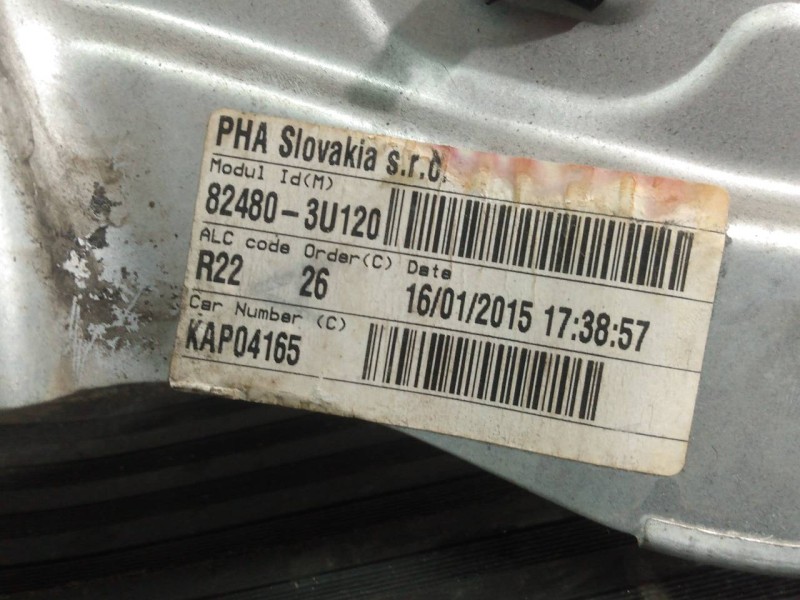 PHA Slovakia s.r.o.
Modul Id(M)
82480-3U120
ALC code Order(C) Date
R22 26 16/01/2015 17:38:57
Car Number (C)
KAP04165